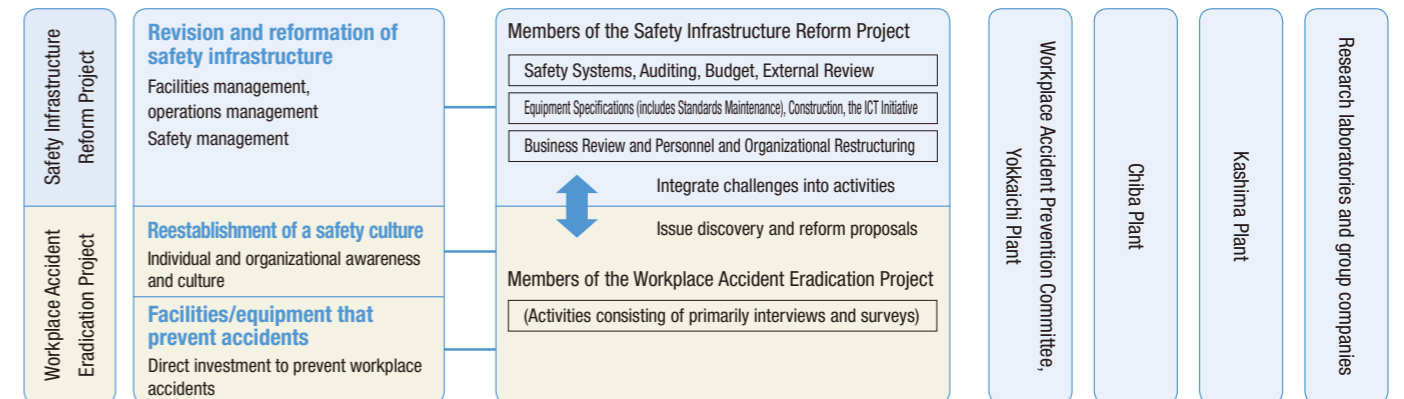 Safety Infrastructure
Reform Project
Revision and reformation of
safety infrastructure
Facilities management,
operations management
Safety management
Members of the Safety Infrastructure Reform Project
Safety Systems, Auditing, Budget, External Review
Equipment Specifications (includes Standards Maintenance), Construction, the ICT Initiative
Business Review and Personnel and Organizational Restructuring
Integrate challenges into activities
Workplace Accident
Eradication Project
Reestablishment of a safety culture
Individual and organizational awareness
and culture
Facilities/equipment that
prevent accidents
Direct investment to prevent workplace
accidents
Issue discovery and reform proposals
Members of the Workplace Accident Eradication Project
(Activities consisting of primarily interviews and surveys)
Workplace Accident Prevention Committee,
Yokkaichi Plant
Chiba Plant
Kashima Plant
Research laboratories and group companies